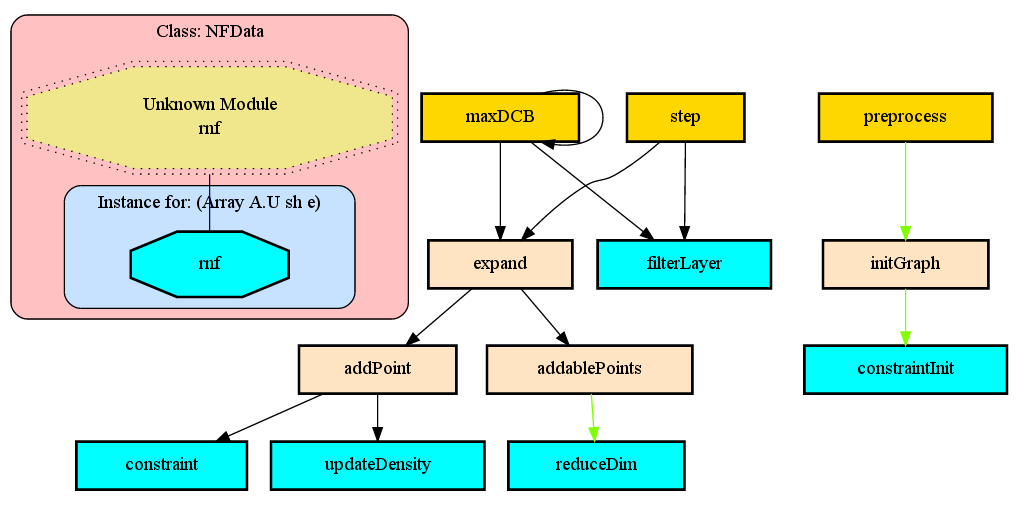 Class: NFData
Unknown Module
rnf
Instance for: (Array A.U sh e)
rnf
maxDCB
step
preprocess
expand
filterLayer
initGraph
addPoint
addablePoints
constraintInit
constraint
updateDensity
reduceDim